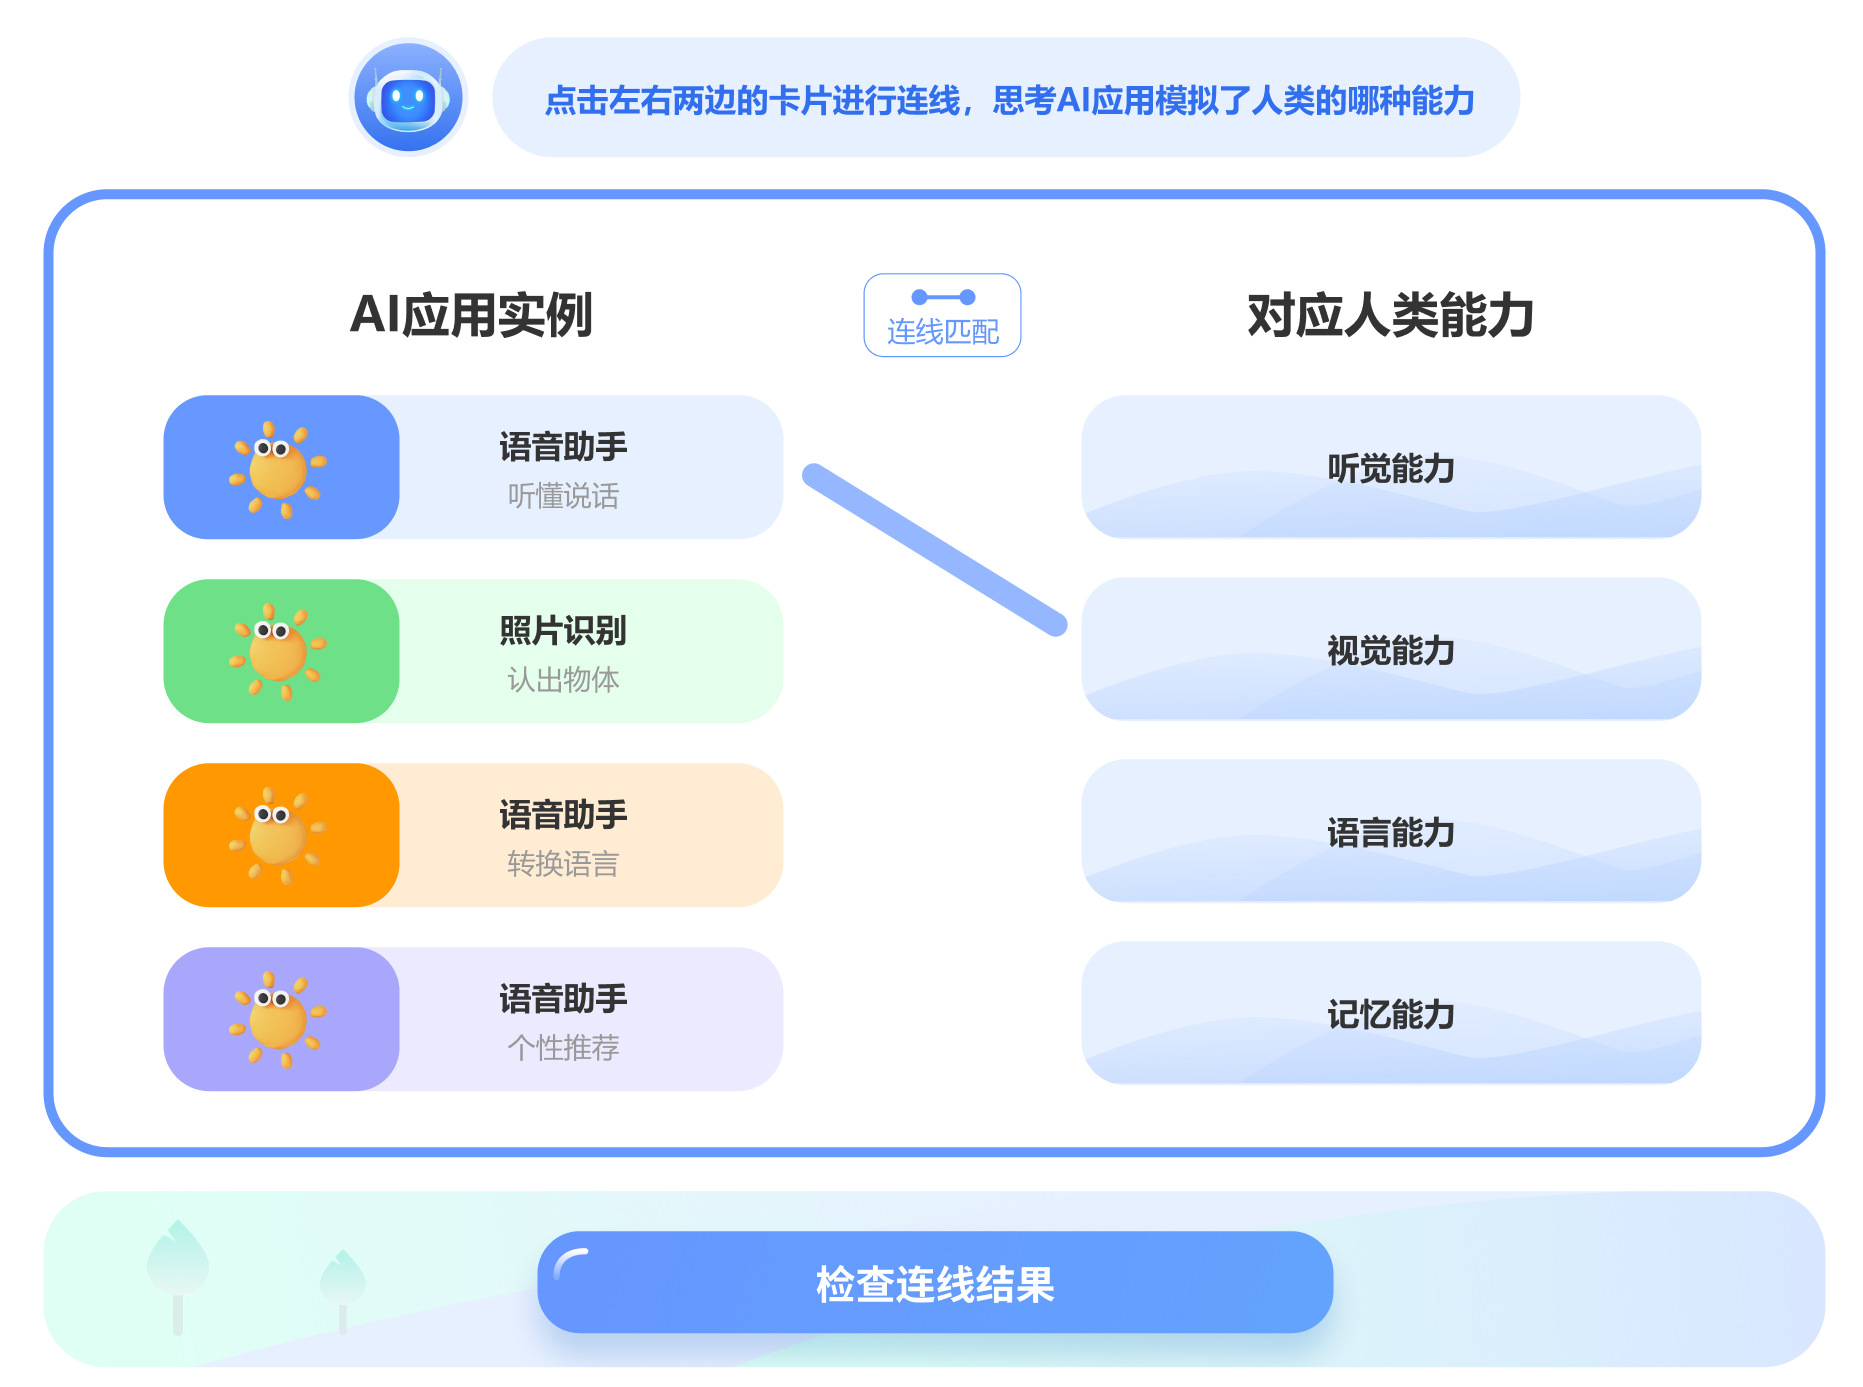 点击左右两边的卡片进行连线，思考AI应用模拟了人类的哪种能力
AI应用实例
连线匹配
对应人类能力
语音助手
听懂说话
听觉能力
照片识别
认出物体
视觉能力
语音助手
转换语言
语言能力
语音助手
个性推荐
记忆能力
检查连线结果